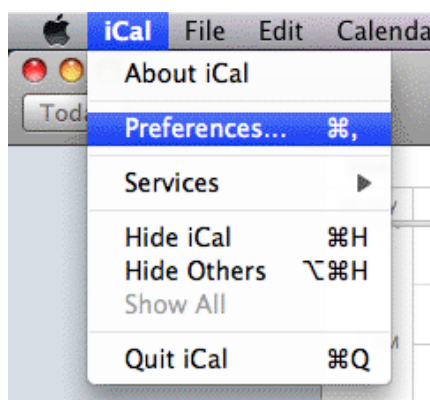 iCal File Edit Calenda
Toda
About iCal
Preferences... ⌘,
Services ▶
Hide iCal ⌘H
Hide Others ⌥⌘H
Show All
Quit iCal ⌘Q